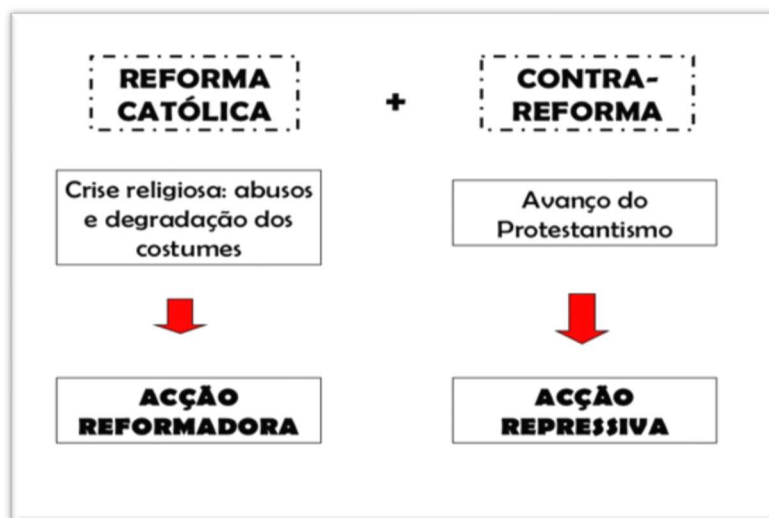 REFORMA
CATÓLICA
+
CONTRA-
REFORMA
Crise religiosa: abusos
e degradação dos
costumes
Avanço do
Protestantismo
ACÇÃO
REFORMADORA
ACÇÃO
REPRESSIVA